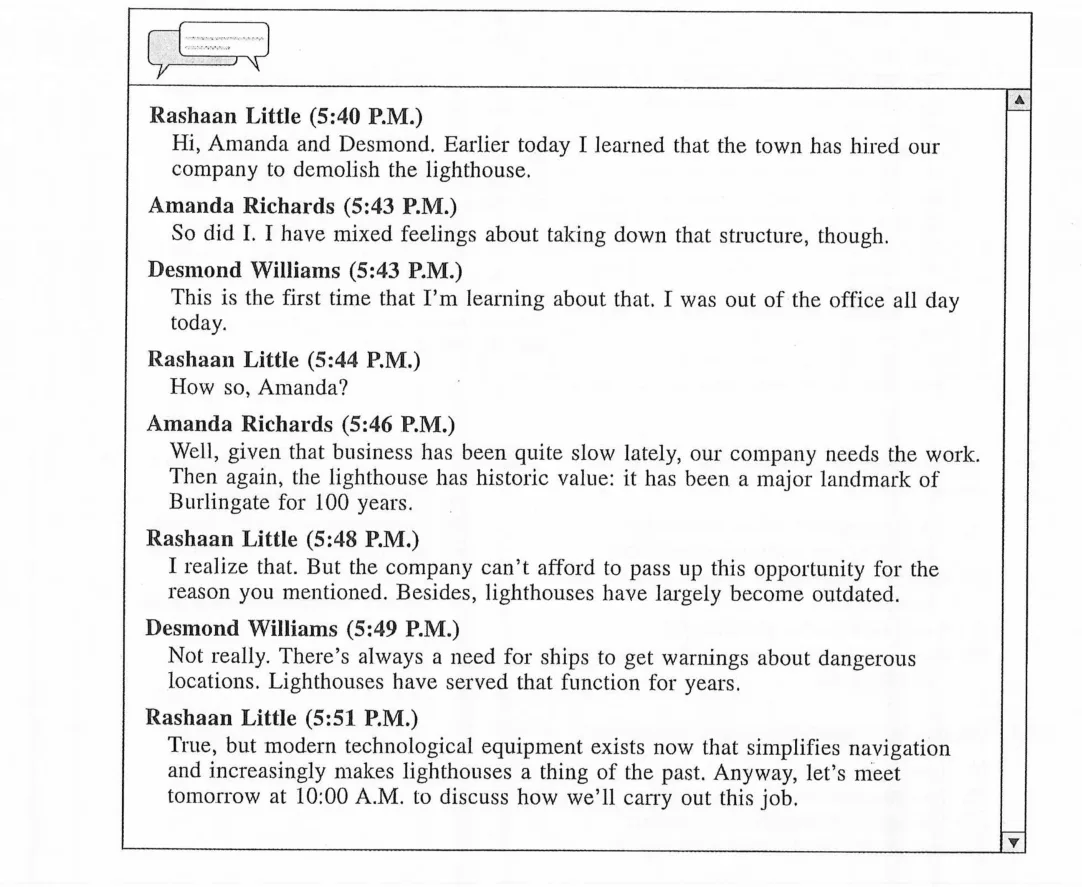 Rashaan Little (5:40 P.M.)
Hi, Amanda and Desmond. Earlier today I learned that the town has hired our
company to demolish the lighthouse.
Amanda Richards (5:43 P.M.)
So did I. I have mixed feelings about taking down that structure, though.
Desmond Williams (5:43 P.M.)
This is the first time that I'm learning about that. I was out of the office all day
today.
Rashaan Little (5:44 P.M.)
How so, Amanda?
Amanda Richards (5:46 P.M.)
Well, given that business has been quite slow lately, our company needs the work.
Then again, the lighthouse has historic value: it has been a major landmark of
Burlingate for 100 years.
Rashaan Little (5:48 P.M.)
I realize that. But the company can't afford to pass up this opportunity for the
reason you mentioned. Besides, lighthouses have largely become outdated.
Desmond Williams (5:49 P.M.)
Not really. There's always a need for ships to get warnings about dangerous
locations. Lighthouses have served that function for years.
Rashaan Little (5:51 P.M.)
True, but modern technological equipment exists now that simplifies navigation
and increasingly makes lighthouses a thing of the past. Anyway, let's meet
tomorrow at 10:00 A.M. to discuss how we'll carry out this job.